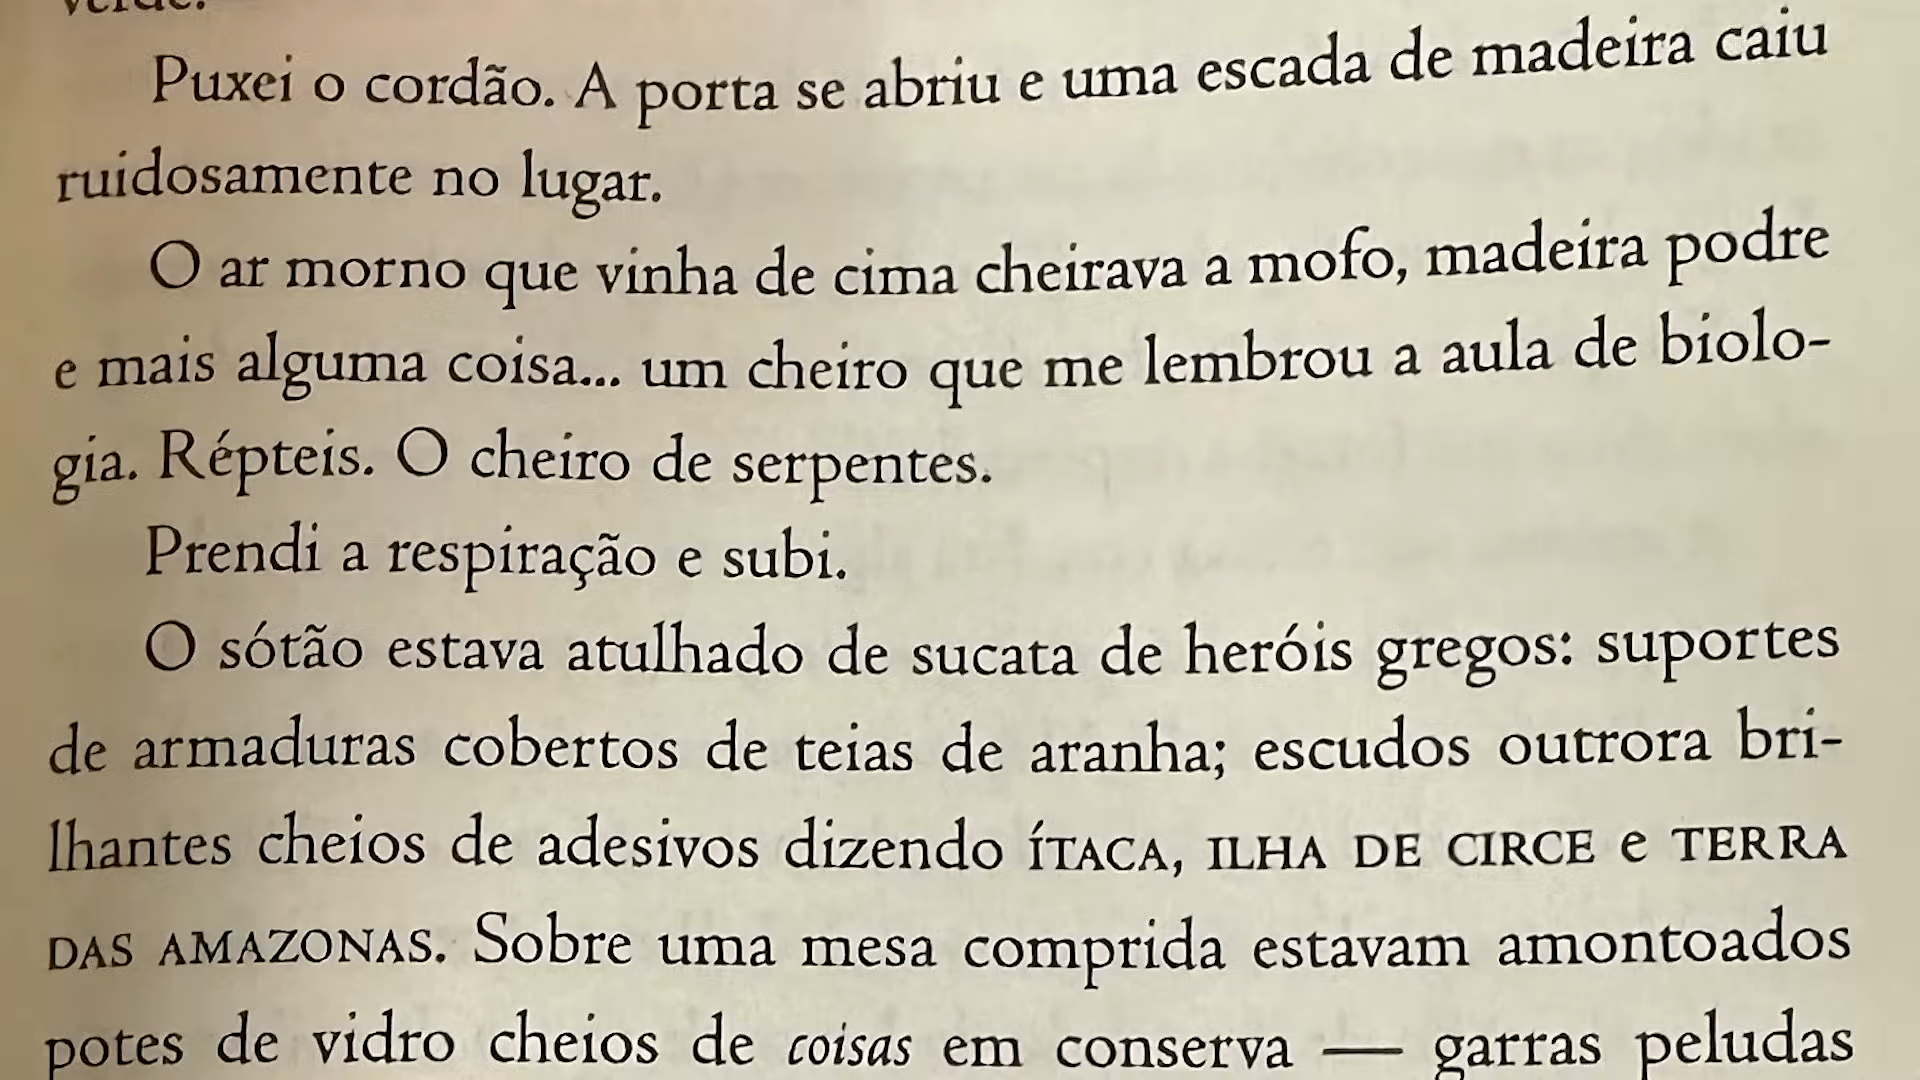 Puxei o cordão. A porta se abriu e uma escada de madeira caiu
ruidosamente no lugar.
O ar morno que vinha de cima cheirava a mofo, madeira podre
e mais alguma coisa... um cheiro que me lembrou a aula de biolo-
gia. Répteis. O cheiro de serpentes.
Prendi a respiração e subi.
O sótão estava atulhado de sucata de heróis gregos: suportes
de armaduras cobertos de teias de aranha; escudos outrora bri-
lhantes cheios de adesivos dizendo ÍTACA, ILHA DE CIRCE e TERRA
DAS AMAZONAS. Sobre uma mesa comprida estavam amontoados
potes de vidro cheios de coisas em conserva — garras peludas